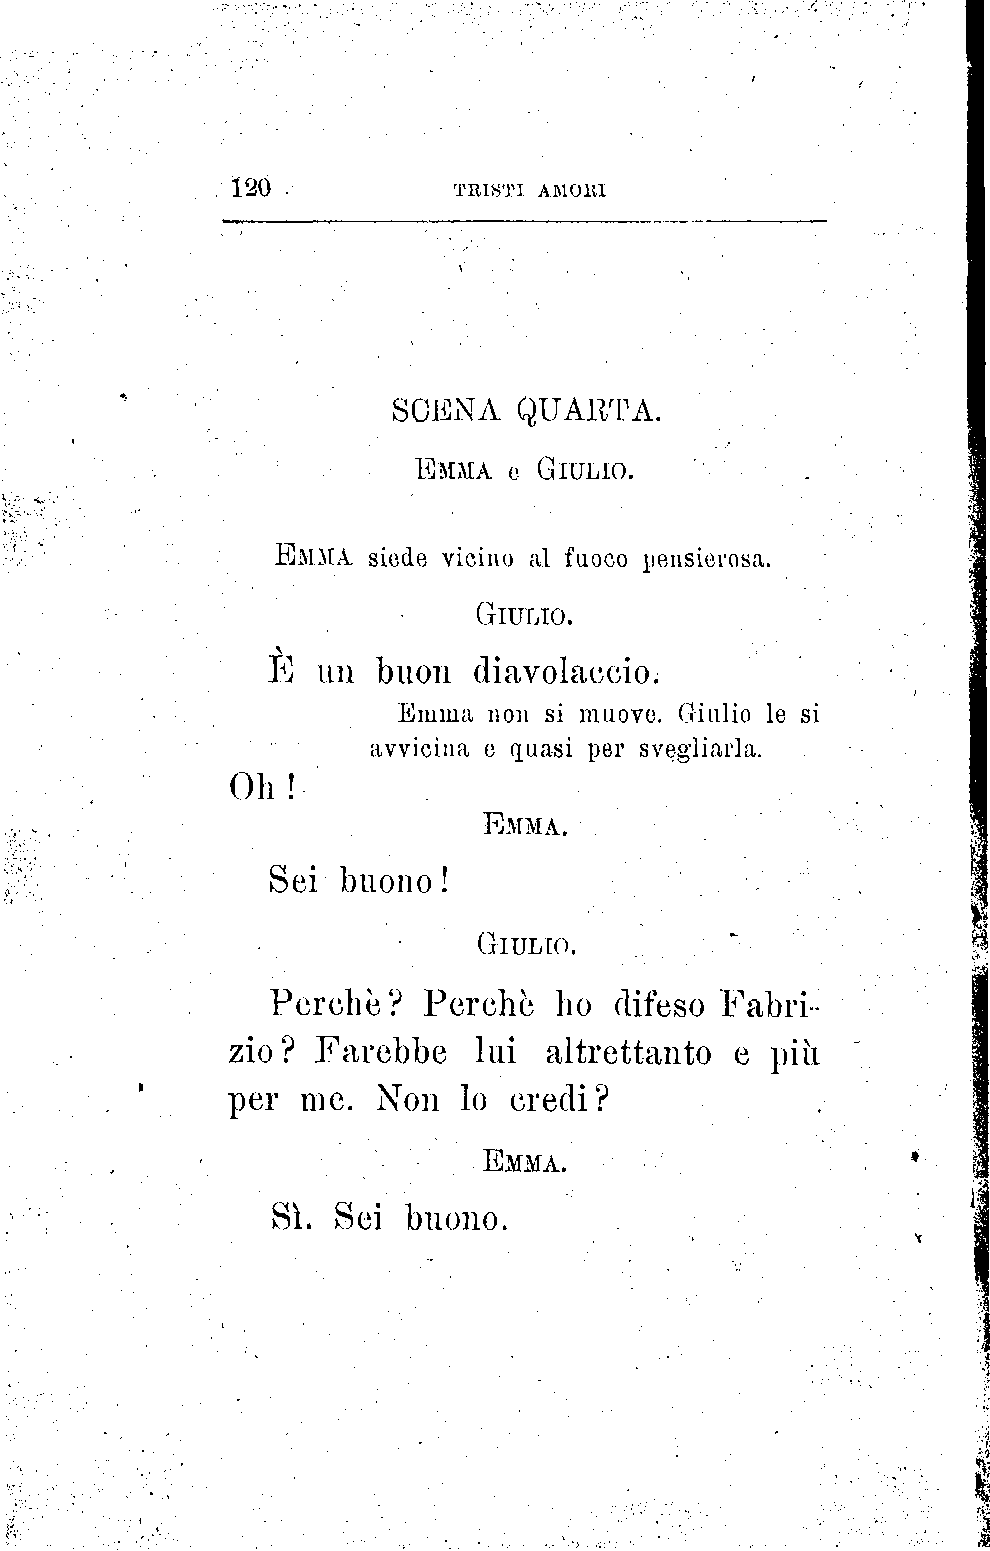 120
TRISTI AMORI
SCENA QUARTA.
EMMA e GIULIO.
EMMA siede vicino al fuoco pensierosa.
GIULIO.
È un buon diavolaccio.
Emma non si muove. Giulio le si
avvicina e quasi per svegliarla.
Oh!
EMMA.
Sei buono!
GIULIO.
Perchè? Perchè ho difeso Fabri-
zio? Farebbe lui altrettanto e più
per me. Non lo credi?
EMMA.
Sì. Sei buono.